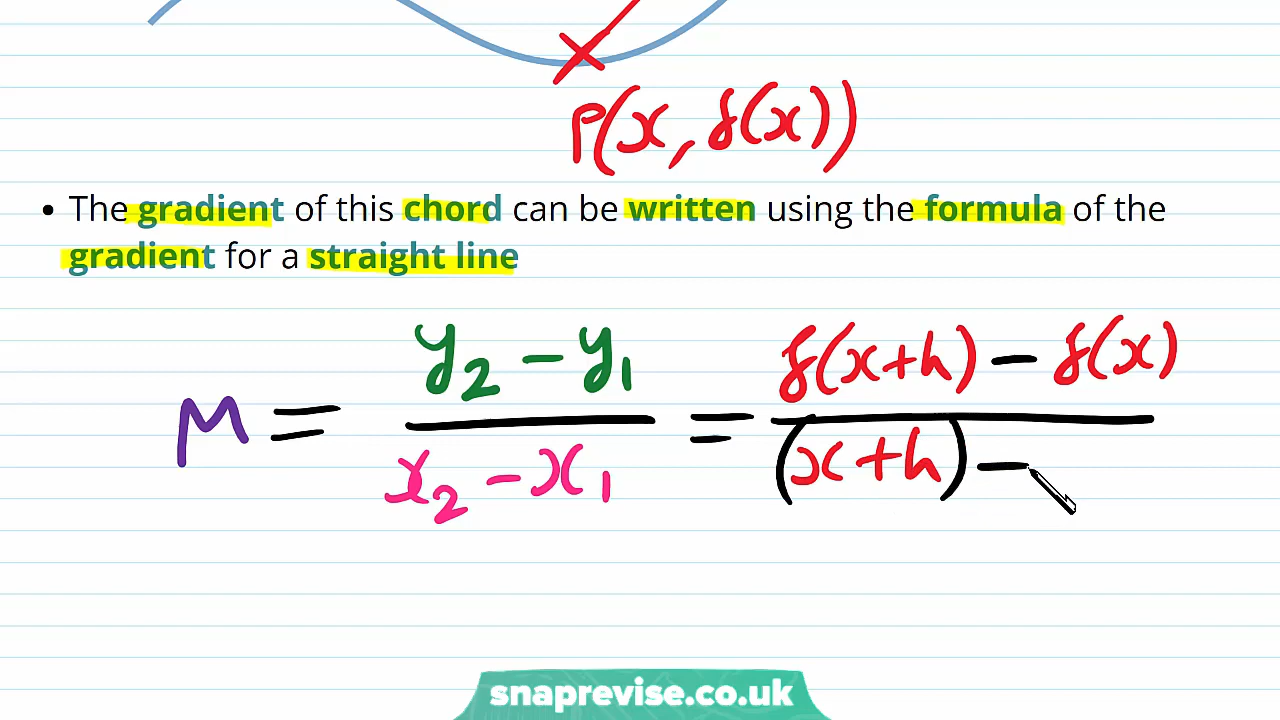 P(x, f(x))
• The gradient of this chord can be written using the formula of the
gradient for a straight line
M = y₂ - y₁ / x₂ - x₁ = f(x+h) - f(x) / (x+h) -
snaprevise.co.uk